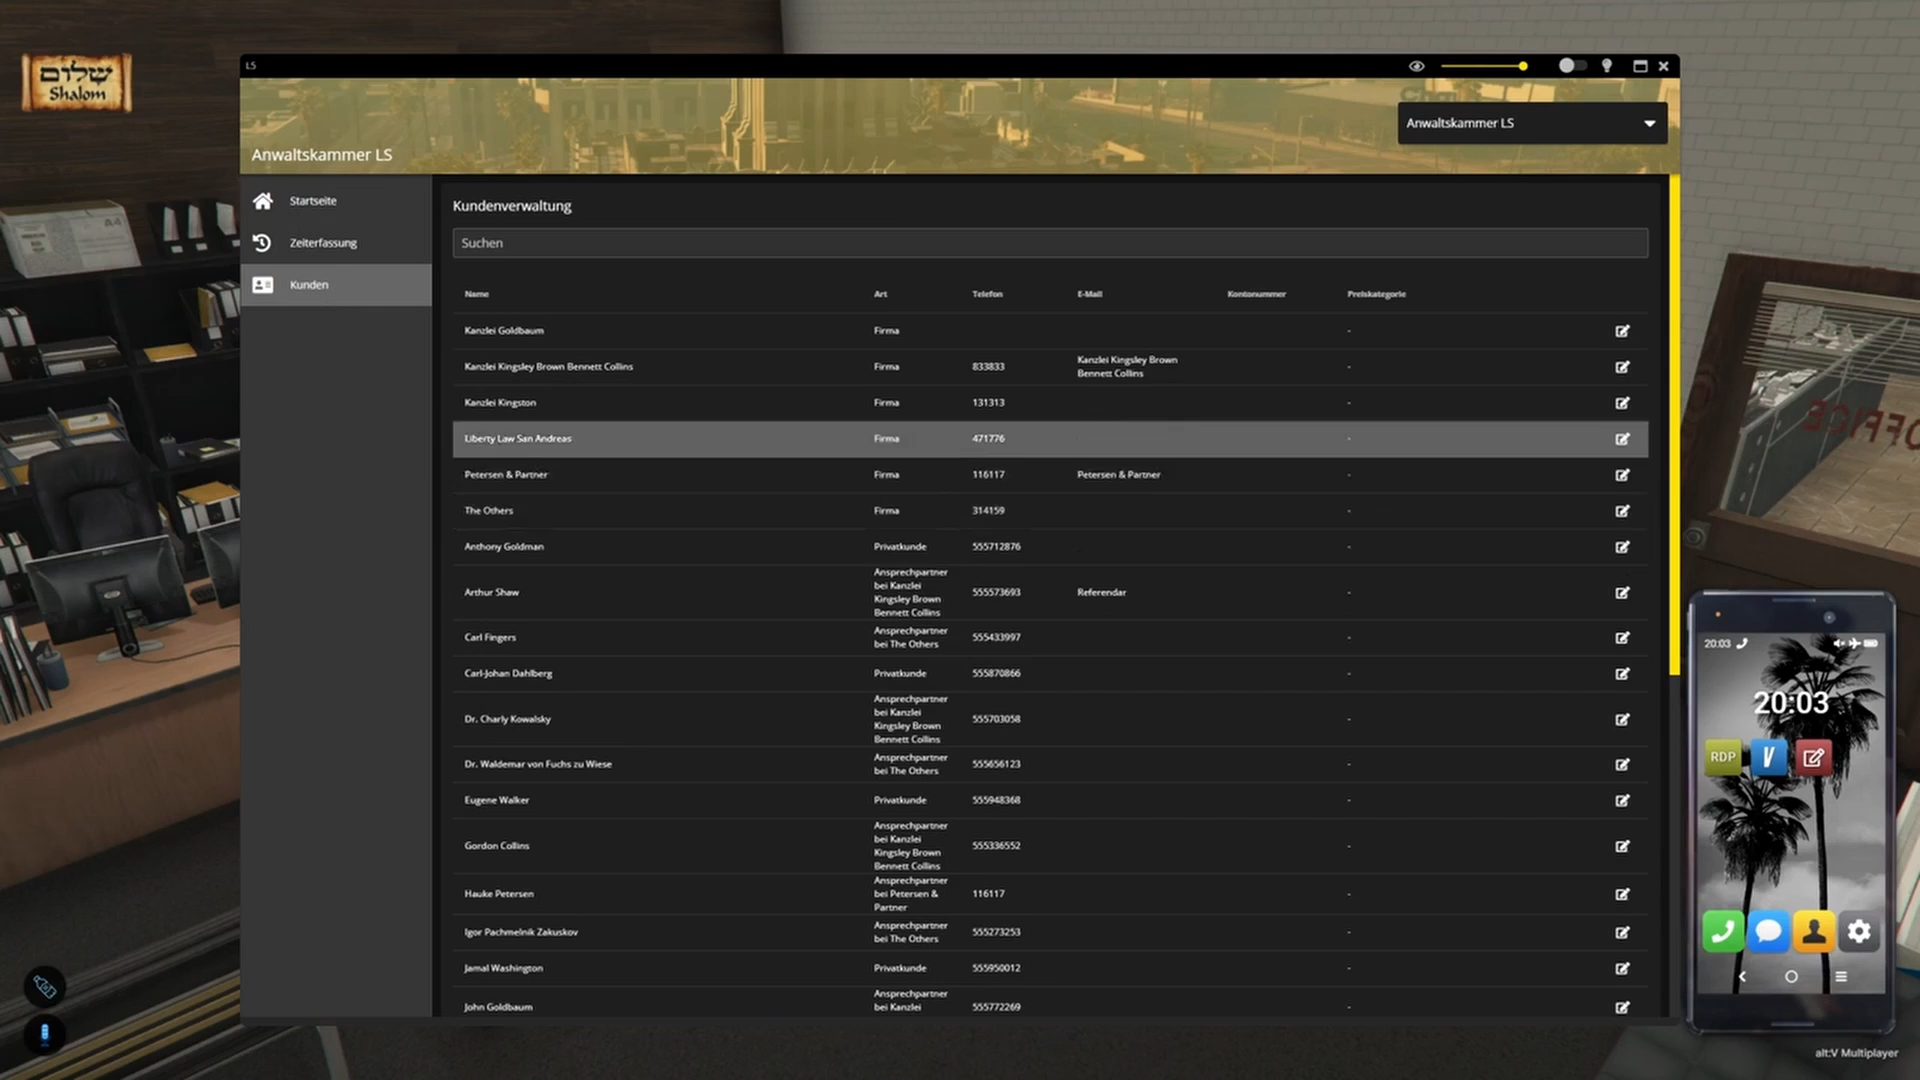 שלום
Shalom
LS
Anwaltskammer LS
Anwaltskammer LS
Startseite
Zeiterfassung
Kunden
Kundenverwaltung
Suchen
Name Art Telefon E-Mail Kontonummer Preiskategorie
Kanzlei Goldbaum Firma -
Kanzlei Kingsley Brown Bennett Collins Firma 833833 Kanzlei Kingsley Brown
Bennett Collins -
Kanzlei Kingston Firma 131313 -
Liberty Law San Andreas Firma 471776 -
Petersen & Partner Firma 116117 Petersen & Partner -
The Others Firma 314159 -
Anthony Goldman Privatkunde 555712876 -
Arthur Shaw Ansprechpartner
bei Kanzlei
Kingsley Brown
Bennett Collins 555573693 Referendar -
Carl Fingers Ansprechpartner
bei The Others 555433997 -
Carl-Johan Dahlberg Privatkunde 555870866 -
Dr. Charly Kowalsky Ansprechpartner
bei Kanzlei
Kingsley Brown
Bennett Collins 555703058 -
Dr. Waldemar von Fuchs zu Wiese Ansprechpartner
bei The Others 555656123 -
Eugene Walker Privatkunde 555948368 -
Gordon Collins Ansprechpartner
bei Kanzlei
Kingsley Brown
Bennett Collins 555336552 -
Hauke Petersen Ansprechpartner
bei Petersen &
Partner 116117 -
Igor Pachmelnik Zakuskov Ansprechpartner
bei The Others 555273253 -
Jamal Washington Privatkunde 555950012 -
John Goldbaum Ansprechpartner
bei Kanzlei 555772269 -
A4
OFFICE
20:03
20:03
RDP
V
alt:V Multiplayer